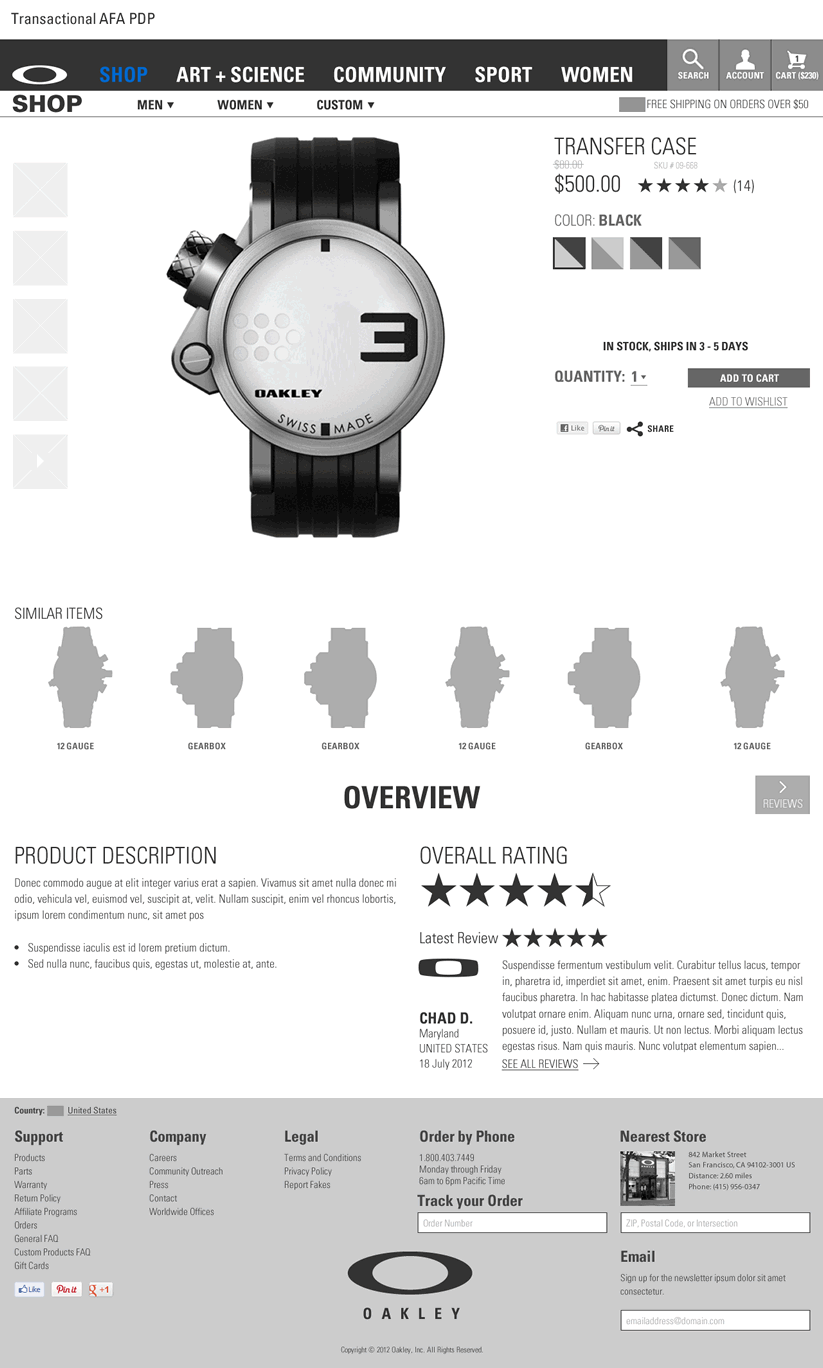 Transactional AFA PDP
SHOP ART + SCIENCE COMMUNITY SPORT WOMEN
SEARCH ACCOUNT 1 CART ($230)
SHOP MEN ▾ WOMEN ▾ CUSTOM ▾ FREE SHIPPING ON ORDERS OVER $50
TRANSFER CASE
$80.00 SKU # 09-668
$500.00 ★★★★★ (14)
COLOR: BLACK
3
OAKLEY
SWISS MADE
IN STOCK, SHIPS IN 3 - 5 DAYS
QUANTITY: 1 ▾ ADD TO CART
ADD TO WISHLIST
Like Pin it SHARE
SIMILAR ITEMS
12 GAUGE GEARBOX GEARBOX 12 GAUGE GEARBOX 12 GAUGE
OVERVIEW
REVIEWS
PRODUCT DESCRIPTION
Donec commodo augue at elit integer varius erat a sapien. Vivamus sit amet nulla donec mi
odio, vehicula vel, euismod vel, suscipit at, velit. Nullam suscipit, enim vel rhoncus lobortis,
ipsum lorem condimentum nunc, sit amet pos
• Suspendisse iaculis est id lorem pretium dictum.
• Sed nulla nunc, faucibus quis, egestas ut, molestie at, ante.
OVERALL RATING
Latest Review ★★★★★
Suspendisse fermentum vestibulum velit. Curabitur tellus lacus, tempor
in, pharetra id, imperdiet sit amet, enim. Praesent sit amet turpis eu nisl
faucibus pharetra. In hac habitasse platea dictumst. Donec dictum. Nam
volutpat ornare enim. Aliquam nunc urna, ornare sed, tincidunt quis,
posuere id, justo. Nullam et mauris. Ut non lectus. Morbi aliquam lectus
egestas risus. Nam quis mauris. Nunc volutpat elementum sapien...
SEE ALL REVIEWS
CHAD D.
Maryland
UNITED STATES
18 July 2012
Country: United States
Support
Products
Parts
Warranty
Return Policy
Affiliate Programs
Orders
General FAQ
Custom Products FAQ
Gift Cards
Like Pin it g +1
Company
Careers
Community Outreach
Press
Contact
Worldwide Offices
Legal
Terms and Conditions
Privacy Policy
Report Fakes
Order by Phone
1.800.403.7449
Monday through Friday
6am to 6pm Pacific Time
Track your Order
Order Number
Nearest Store
842 Market Street
San Francisco, CA 94102-3001 US
Distance: 2.60 miles
Phone: (415) 956-0347
ZIP, Postal Code, or Intersection
Email
Sign up for the newsletter ipsum dolor sit amet
consectetur.
emailaddress@domain.com
OAKLEY
Copyright © 2012 Oakley, Inc. All Rights Reserved.